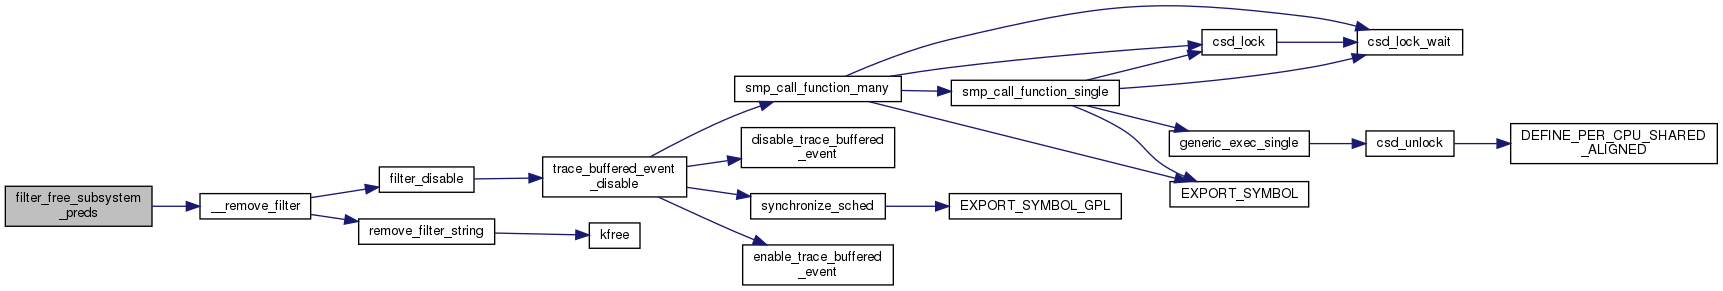 filter_free_subsystem
_preds
__remove_filter
filter_disable
remove_filter_string
kfree
trace_buffered_event
_disable
smp_call_function_many
disable_trace_buffered
_event
synchronize_sched
enable_trace_buffered
_event
EXPORT_SYMBOL_GPL
smp_call_function_single
csd_lock
csd_lock_wait
generic_exec_single
EXPORT_SYMBOL
csd_unlock
DEFINE_PER_CPU_SHARED
_ALIGNED